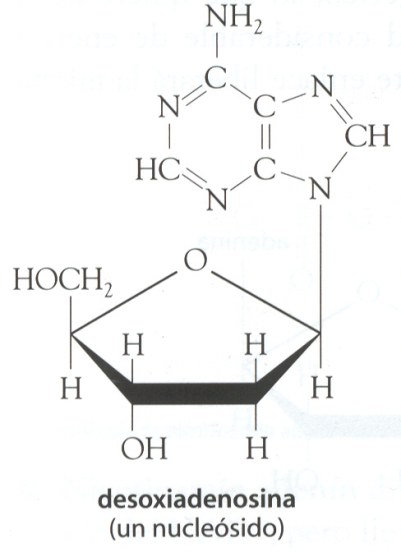 NH₂
N
C
C
N
HC
N
C
N
CH
HOCH₂
O
H
H
H
H
OH
H
desoxiadenosina
(un nucleósido)